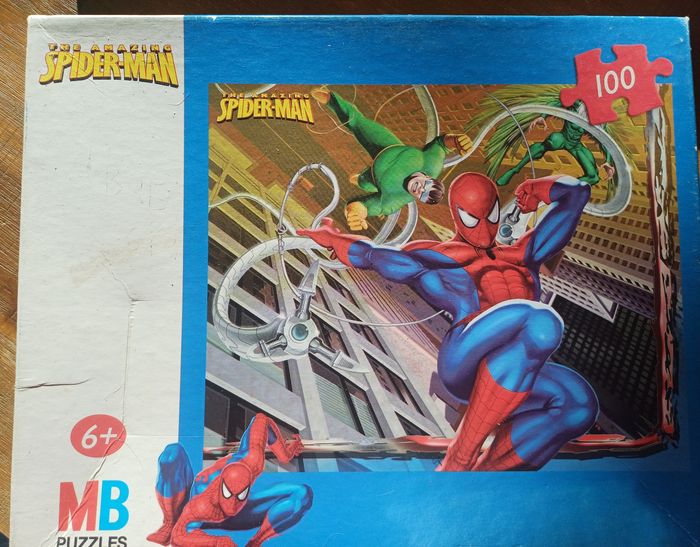 THE AMAZING
SPIDER-MAN
THE AMAZING
SPIDER-MAN
100
6+
MB
PUZZLES